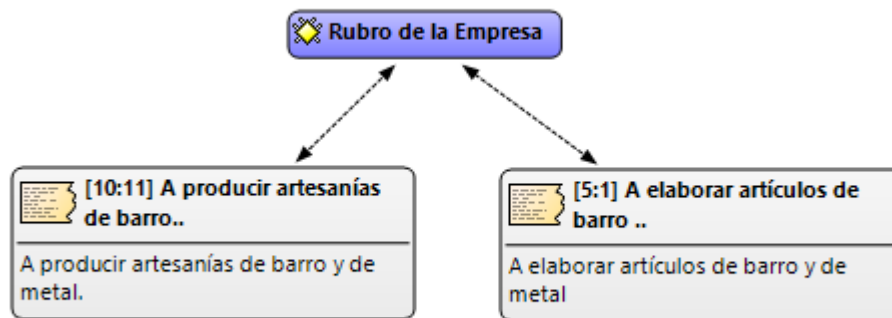 Rubro de la Empresa
[10:11] A producir artesanías
de barro..
A producir artesanías de barro y de
metal.
[5:1] A elaborar artículos de
barro ..
A elaborar artículos de barro y de
metal